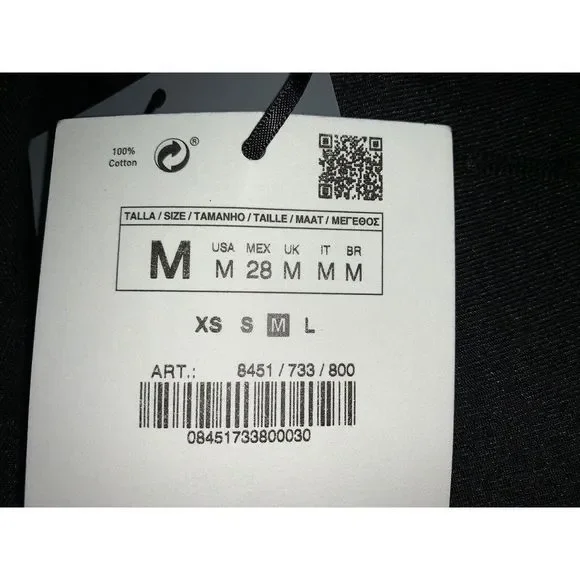 100%
Cotton
®
TALLA / SIZE / TAMANHO / TAILLE / MAAT / ΜΕΓΕΘΟΣ
M
USA MEX UK IT BR
M 28 M M M
XS S M L
ART.: 8451 / 733 / 800
08451733800030